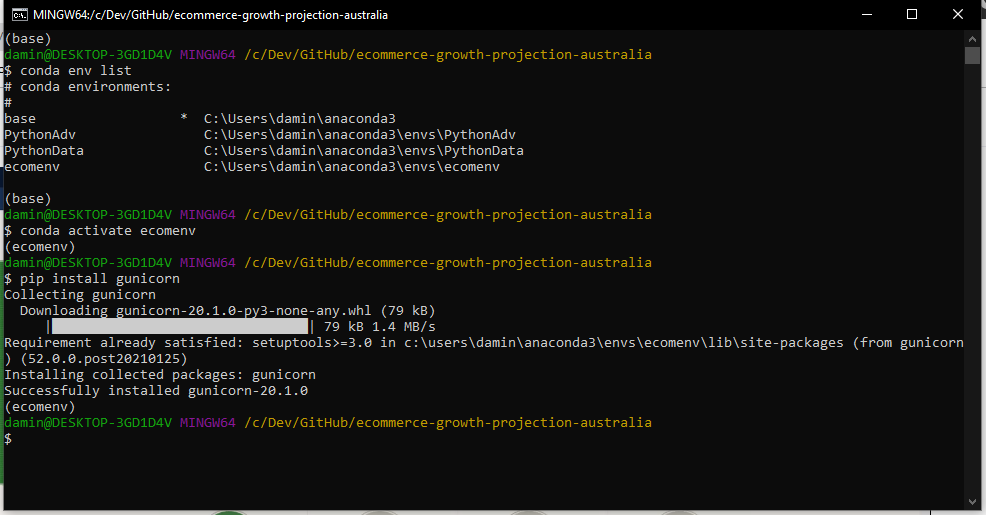 MINGW64:/c/Dev/GitHub/ecommerce-growth-projection-australia
(base)
damin@DESKTOP-3GD1D4V MINGW64 /c/Dev/GitHub/ecommerce-growth-projection-australia
$ conda env list
# conda environments:
#
base                  *  C:\Users\damin\anaconda3
PythonAdv                C:\Users\damin\anaconda3\envs\PythonAdv
PythonData               C:\Users\damin\anaconda3\envs\PythonData
ecomenv                  C:\Users\damin\anaconda3\envs\ecomenv
(base)
damin@DESKTOP-3GD1D4V MINGW64 /c/Dev/GitHub/ecommerce-growth-projection-australia
$ conda activate ecomenv
(ecomenv)
damin@DESKTOP-3GD1D4V MINGW64 /c/Dev/GitHub/ecommerce-growth-projection-australia
$ pip install gunicorn
Collecting gunicorn
  Downloading gunicorn-20.1.0-py3-none-any.whl (79 kB)
     |████████████████████████████████| 79 kB 1.4 MB/s
Requirement already satisfied: setuptools>=3.0 in c:\users\damin\anaconda3\envs\ecomenv\lib\site-packages (from gunicorn
) (52.0.0.post20210125)
Installing collected packages: gunicorn
Successfully installed gunicorn-20.1.0
(ecomenv)
damin@DESKTOP-3GD1D4V MINGW64 /c/Dev/GitHub/ecommerce-growth-projection-australia
$